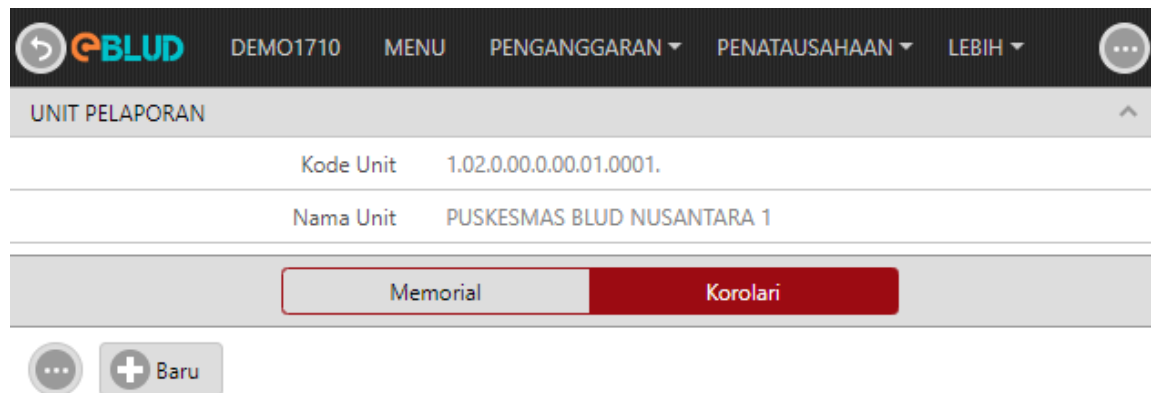 eBLUD DEMO1710 MENU PENGANGGARAN PENATAUSAHAAN LEBIH
UNIT PELAPORAN
Kode Unit 1.02.0.00.0.00.01.0001.
Nama Unit PUSKESMAS BLUD NUSANTARA 1
Memorial Korolari
Baru